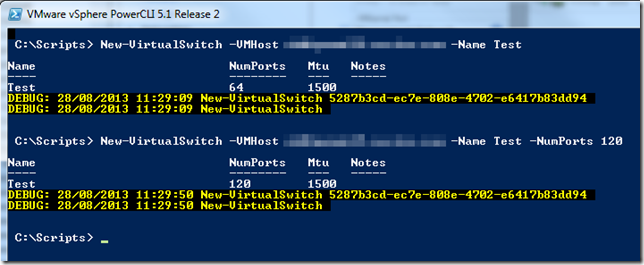 VMware vSphere PowerCLI 5.1 Release 2
C:\Scripts> New-VirtualSwitch -VMHost -Name Test
Name NumPorts Mtu Notes
---- -------- --- -----
Test 64 1500
DEBUG: 28/08/2013 11:29:09 New-VirtualSwitch 5287b3cd-ec7e-808e-4702-e6417b83dd94
DEBUG: 28/08/2013 11:29:09 New-VirtualSwitch
C:\Scripts> New-VirtualSwitch -VMHost -Name Test -NumPorts 120
Name NumPorts Mtu Notes
---- -------- --- -----
Test 120 1500
DEBUG: 28/08/2013 11:29:50 New-VirtualSwitch 5287b3cd-ec7e-808e-4702-e6417b83dd94
DEBUG: 28/08/2013 11:29:50 New-VirtualSwitch
C:\Scripts> _